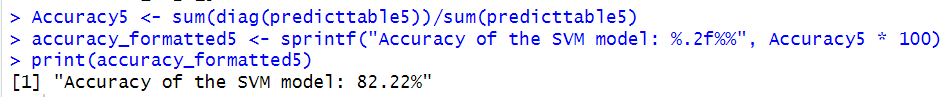 > Accuracy5 <- sum(diag(predicttable5))/sum(predicttable5)
> accuracy_formatted5 <- sprintf("Accuracy of the SVM model: %.2f%%", Accuracy5 * 100)
> print(accuracy_formatted5)
[1] "Accuracy of the SVM model: 82.22%"